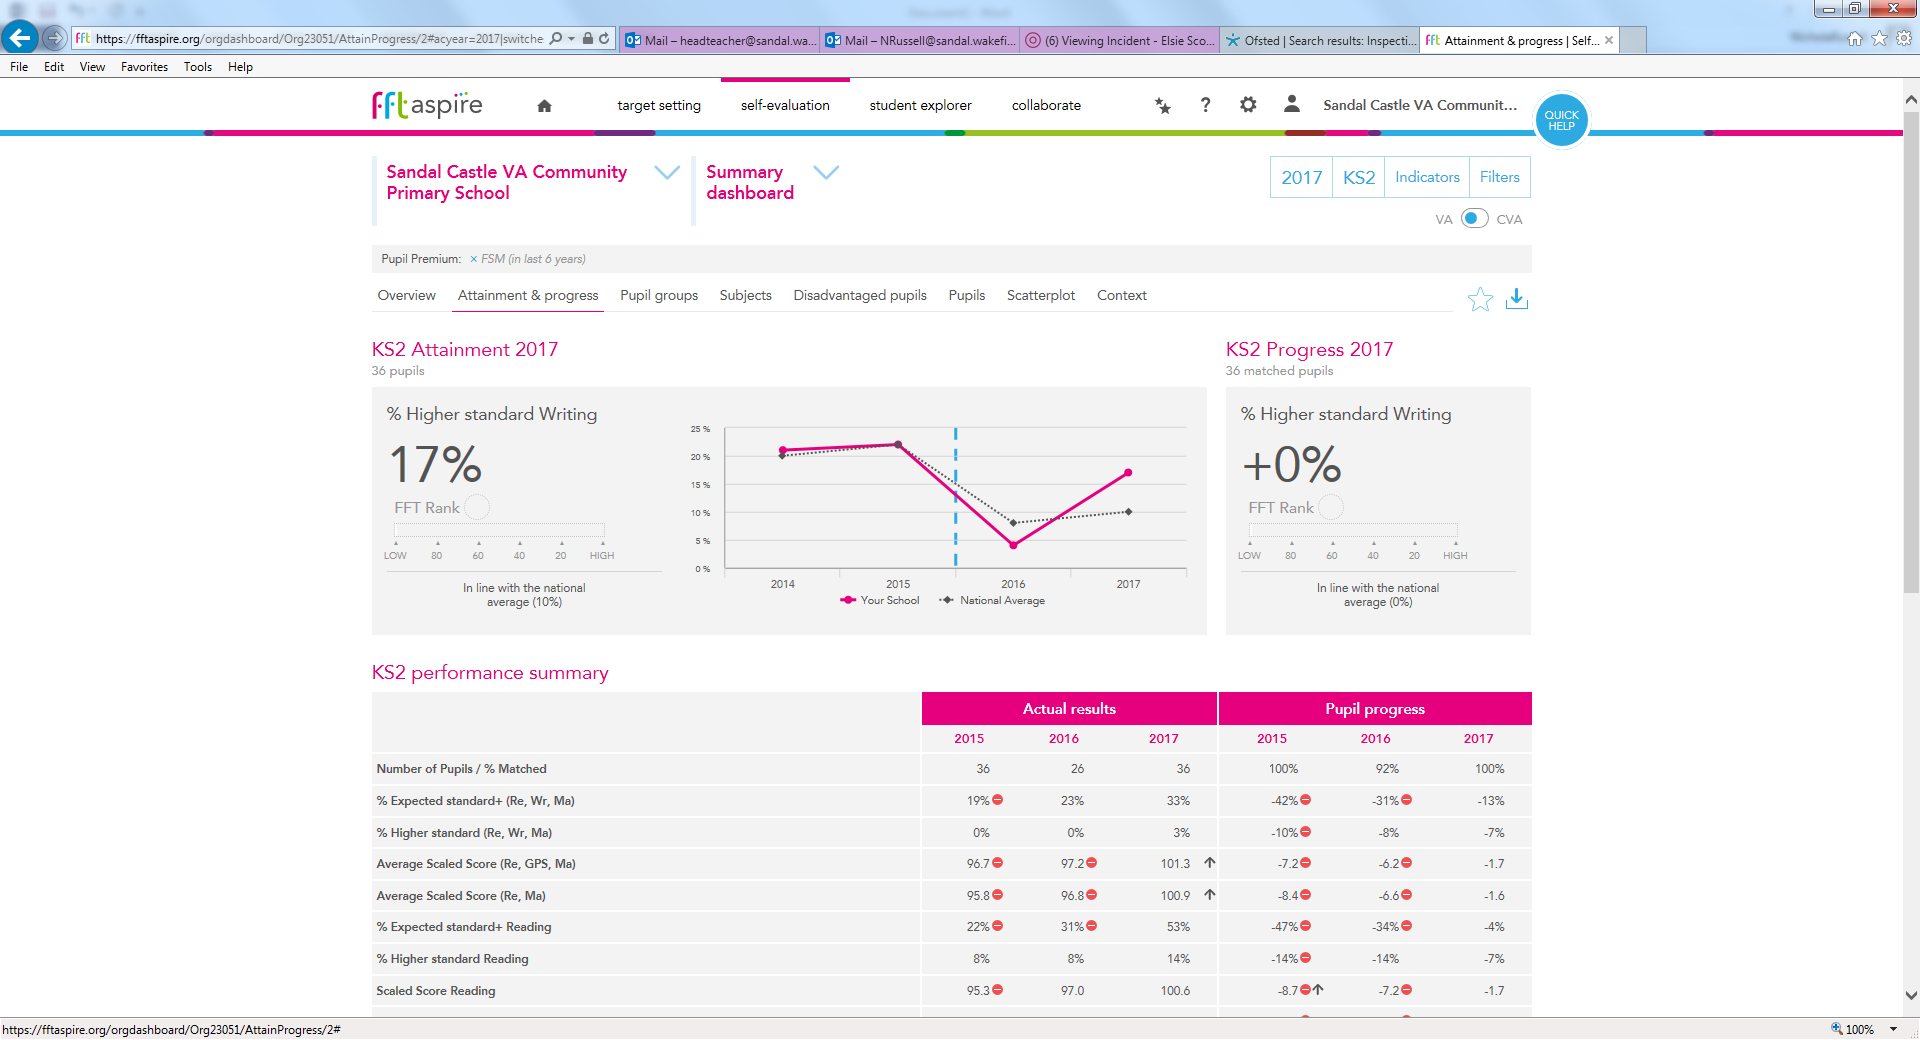 https://fftaspire.org/orgdashboard/Org23051/AttainProgress/2#acyear=2017|switche
Mail – headteacher@sandal.wa...
Mail – NRussell@sandal.wakefi...
(6) Viewing Incident - Elsie Sco...
Ofsted | Search results: Inspecti...
fft Attainment & progress | Self...
File Edit View Favorites Tools Help
fft aspire
target setting
self-evaluation
student explorer
collaborate
?
Sandal Castle VA Communit...
QUICK
HELP
Sandal Castle VA Community
Primary School
Summary
dashboard
2017 KS2 Indicators Filters
VA CVA
Pupil Premium: × FSM (in last 6 years)
Overview Attainment & progress Pupil groups Subjects Disadvantaged pupils Pupils Scatterplot Context
KS2 Attainment 2017
36 pupils
% Higher standard Writing
17%
FFT Rank
LOW 80 60 40 20 HIGH
In line with the national
average (10%)
25 %
20 %
15 %
10 %
5 %
0 %
2014 2015 2016 2017
Your School National Average
KS2 Progress 2017
36 matched pupils
% Higher standard Writing
+0%
FFT Rank
LOW 80 60 40 20 HIGH
In line with the national
average (0%)
KS2 performance summary
Actual results Pupil progress
2015 2016 2017 2015 2016 2017
Number of Pupils / % Matched 36 26 36 100% 92% 100%
% Expected standard+ (Re, Wr, Ma) 19% 23% 33% -42% -31% -13%
% Higher standard (Re, Wr, Ma) 0% 0% 3% -10% -8% -7%
Average Scaled Score (Re, GPS, Ma) 96.7 97.2 101.3 -7.2 -6.2 -1.7
Average Scaled Score (Re, Ma) 95.8 96.8 100.9 -8.4 -6.6 -1.6
% Expected standard+ Reading 22% 31% 53% -47% -34% -4%
% Higher standard Reading 8% 8% 14% -14% -14% -7%
Scaled Score Reading 95.3 97.0 100.6 -8.7 -7.2 -1.7
https://fftaspire.org/orgdashboard/Org23051/AttainProgress/2#
100%